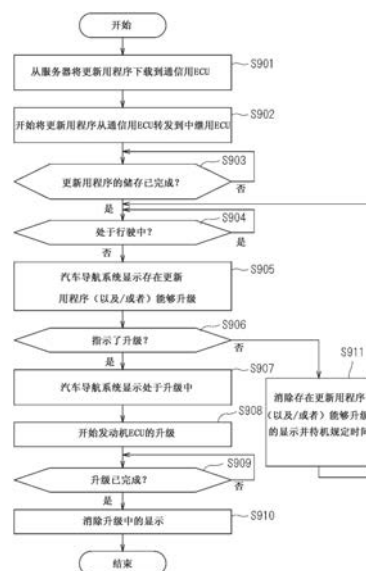 开始
从服务器将更新用程序下载到通信用ECU
S901
开始将更新用程序从通信用ECU转发到中继用ECU
S902
更新用程序的储存已完成?
S903
否
是
处于行驶中?
S904
是
否
汽车导航系统显示存在更新
用程序（以及/或者）能够升级
S905
指示了升级?
S906
否
是
汽车导航系统显示处于升级中
S907
开始发动机ECU的升级
S908
升级已完成?
S909
否
是
消除升级中的显示
S910
结束
S911
消除存在更新用程序
（以及/或者）能够升级
的显示并待机规定时间